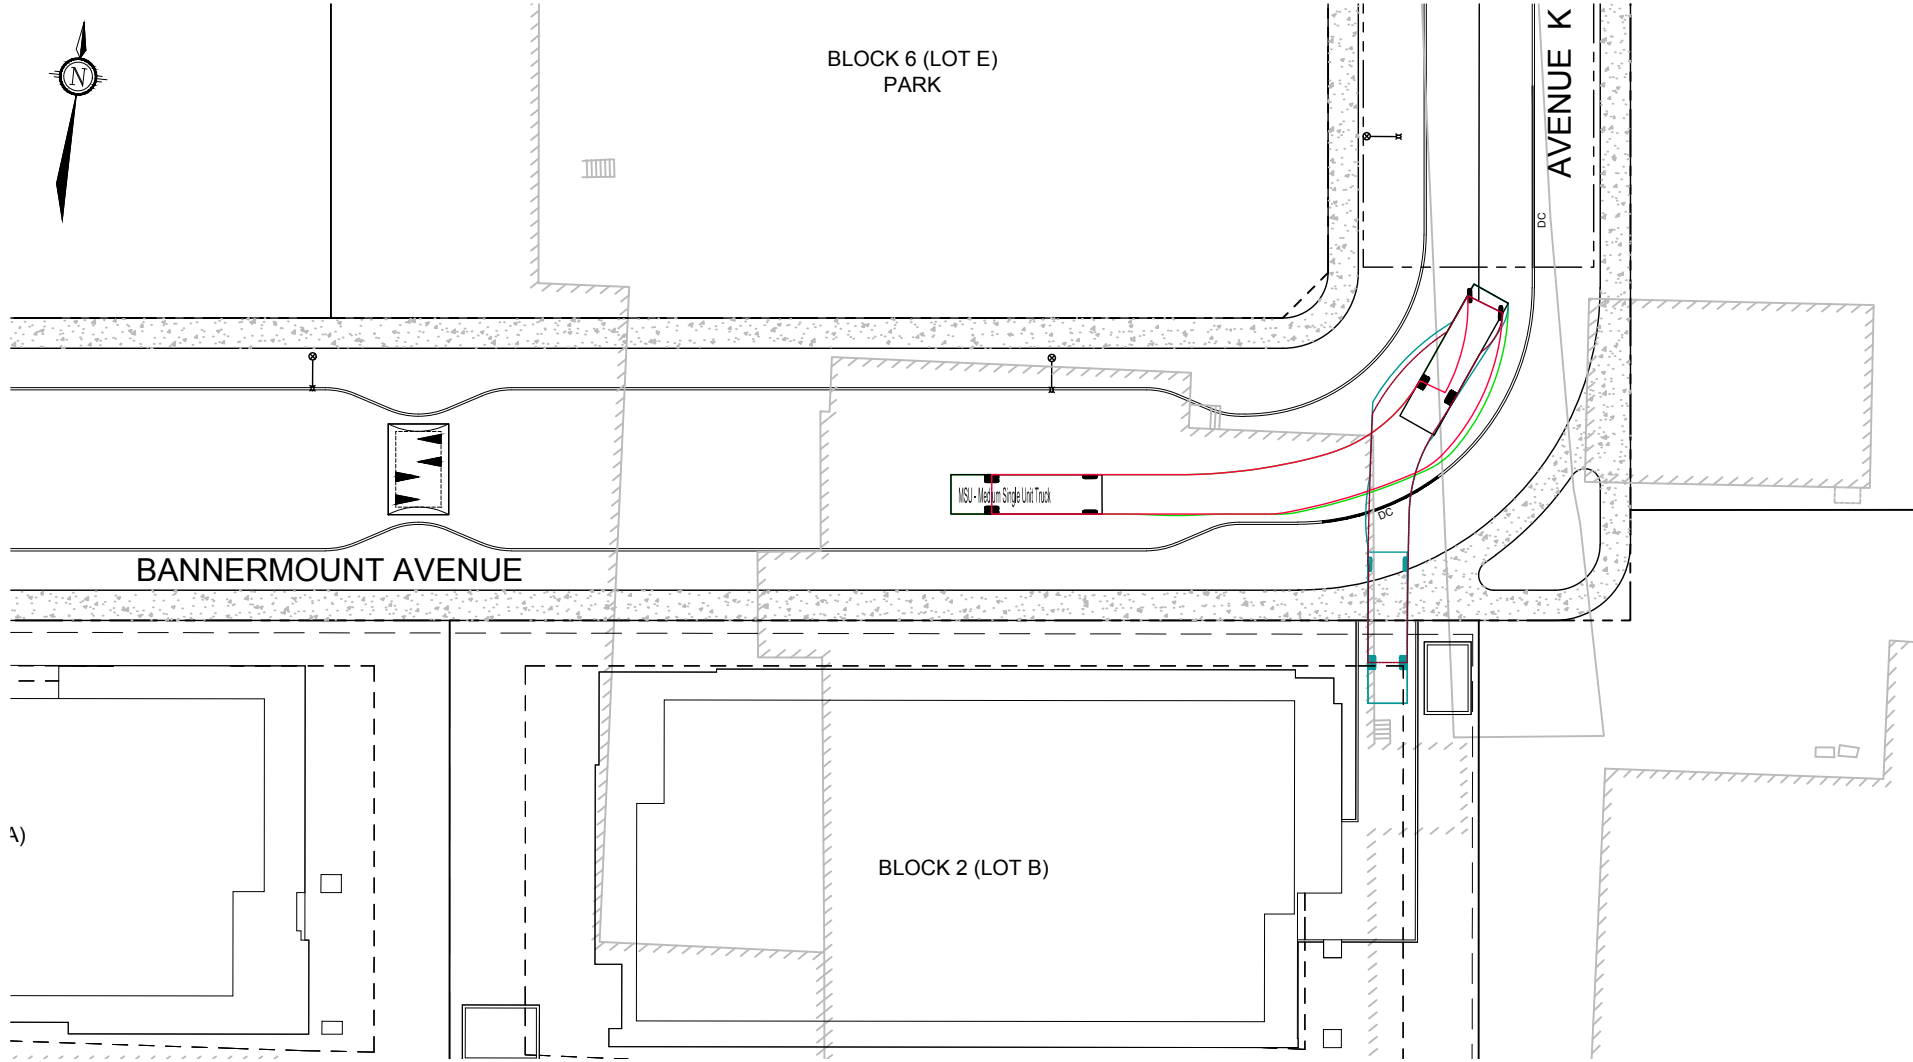 N
BLOCK 6 (LOT E)
PARK
AVENUE K
DC
MSU - Medium Single Unit Truck
DC
BANNERMOUNT AVENUE
A)
BLOCK 2 (LOT B)